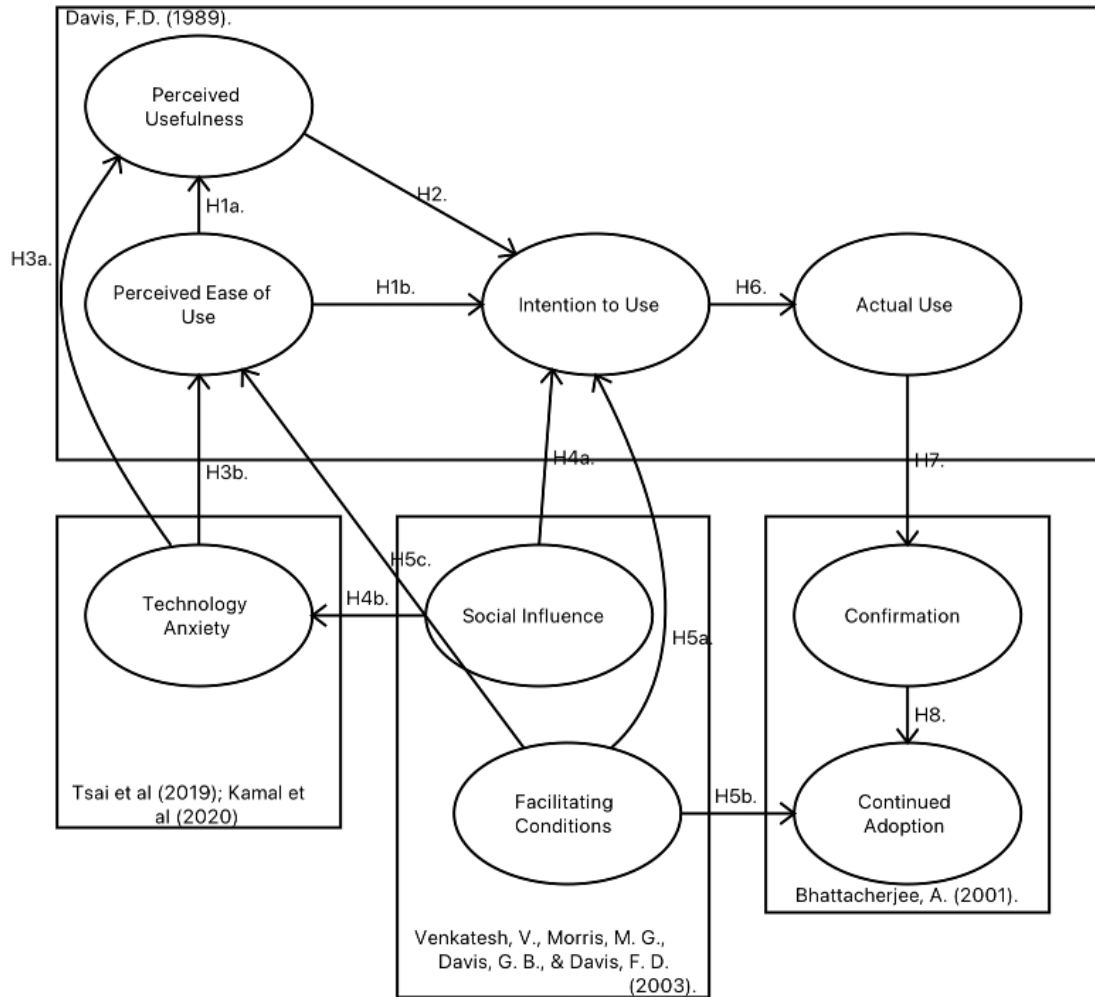 Davis, F.D. (1989).
Perceived
Usefulness
H2.
H1a.
H3a.
Perceived Ease of
Use
H1b.
Intention to Use
H6.
Actual Use
H3b.
H4a.
H7.
H5c.
Technology
Anxiety
H4b.
Social Influence
H5a.
Confirmation
H8.
Tsai et al (2019); Kamal et
al (2020)
Facilitating
Conditions
H5b.
Continued
Adoption
Bhattacherjee, A. (2001).
Venkatesh, V., Morris, M. G.,
Davis, G. B., & Davis, F. D.
(2003).